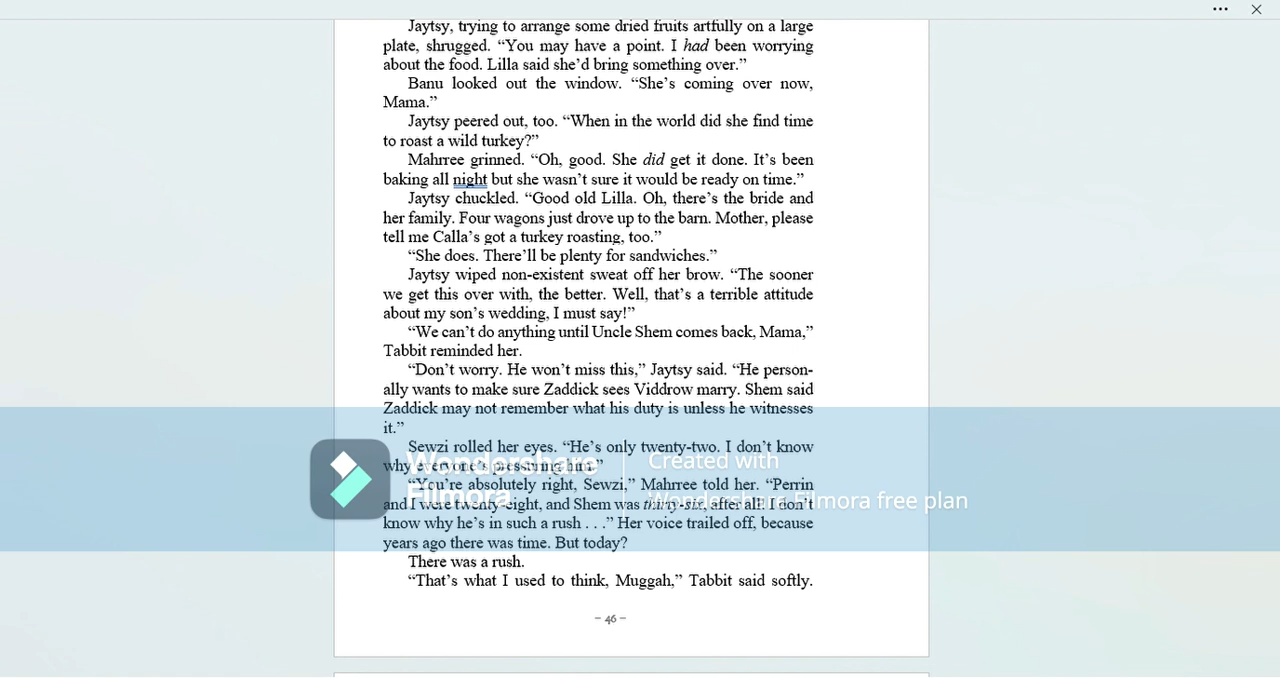 Jaytsy, trying to arrange some dried fruits artfully on a large
plate, shrugged. “You may have a point. I had been worrying
about the food. Lilla said she’d bring something over.”
Banu looked out the window. “She’s coming over now,
Mama.”
Jaytsy peered out, too. “When in the world did she find time
to roast a wild turkey?”
Mahrree grinned. “Oh, good. She did get it done. It’s been
baking all night but she wasn’t sure it would be ready on time.”
Jaytsy chuckled. “Good old Lilla. Oh, there’s the bride and
her family. Four wagons just drove up to the barn. Mother, please
tell me Calla’s got a turkey roasting, too.”
“She does. There’ll be plenty for sandwiches.”
Jaytsy wiped non-existent sweat off her brow. “The sooner
we get this over with, the better. Well, that’s a terrible attitude
about my son’s wedding, I must say!”
“We can’t do anything until Uncle Shem comes back, Mama,”
Tabbit reminded her.
“Don’t worry. He won’t miss this,” Jaytsy said. “He person-
ally wants to make sure Zaddick sees Viddrow marry. Shem said
Zaddick may not remember what his duty is unless he witnesses
it.”
Sewzi rolled her eyes. “He’s only twenty-two. I don’t know
why everyone’s pressuring him.”
“You’re absolutely right, Sewzi,” Mahrree told her. “Perrin
and I were twenty-eight, and Shem was thirty-six, after all. I don’t
know why he’s in such a rush . . .” Her voice trailed off, because
years ago there was time. But today?
There was a rush.
“That’s what I used to think, Muggah,” Tabbit said softly.
– 46 –
Wondershare
Filmora
Created with
Wondershare Filmora free plan